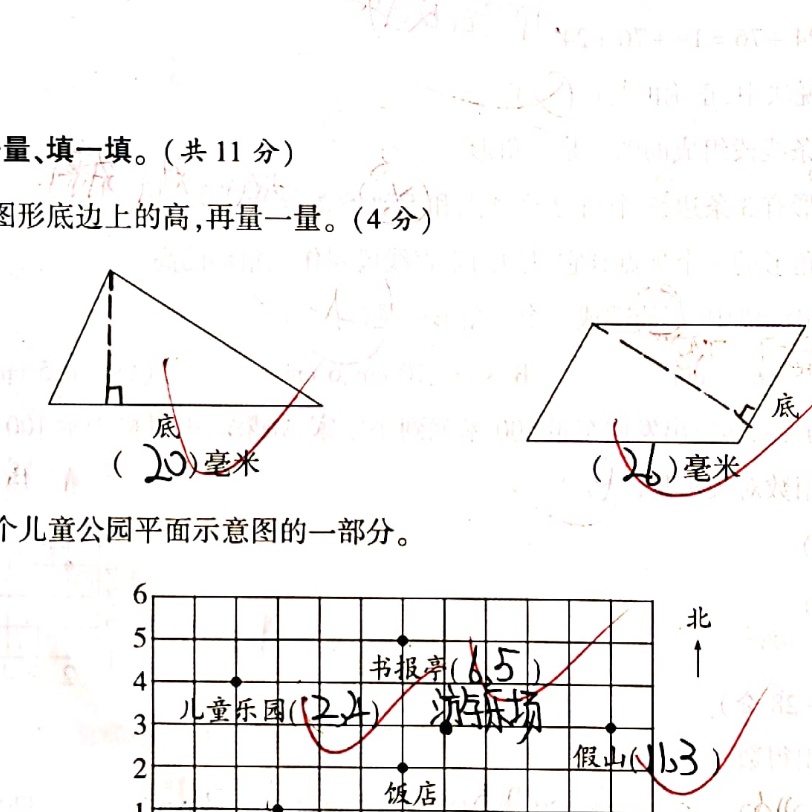 量、填一填。(共 11 分)
图形底边上的高,再量一量。(4 分)
底
底
( 20 )毫米
( 26 )毫米
个儿童公园平面示意图的一部分。
6
北
5
书报亭( 6,5 )
4
儿童乐园( 2,4 )
游乐场
3
假山( 11,3 )
2
饭店
1